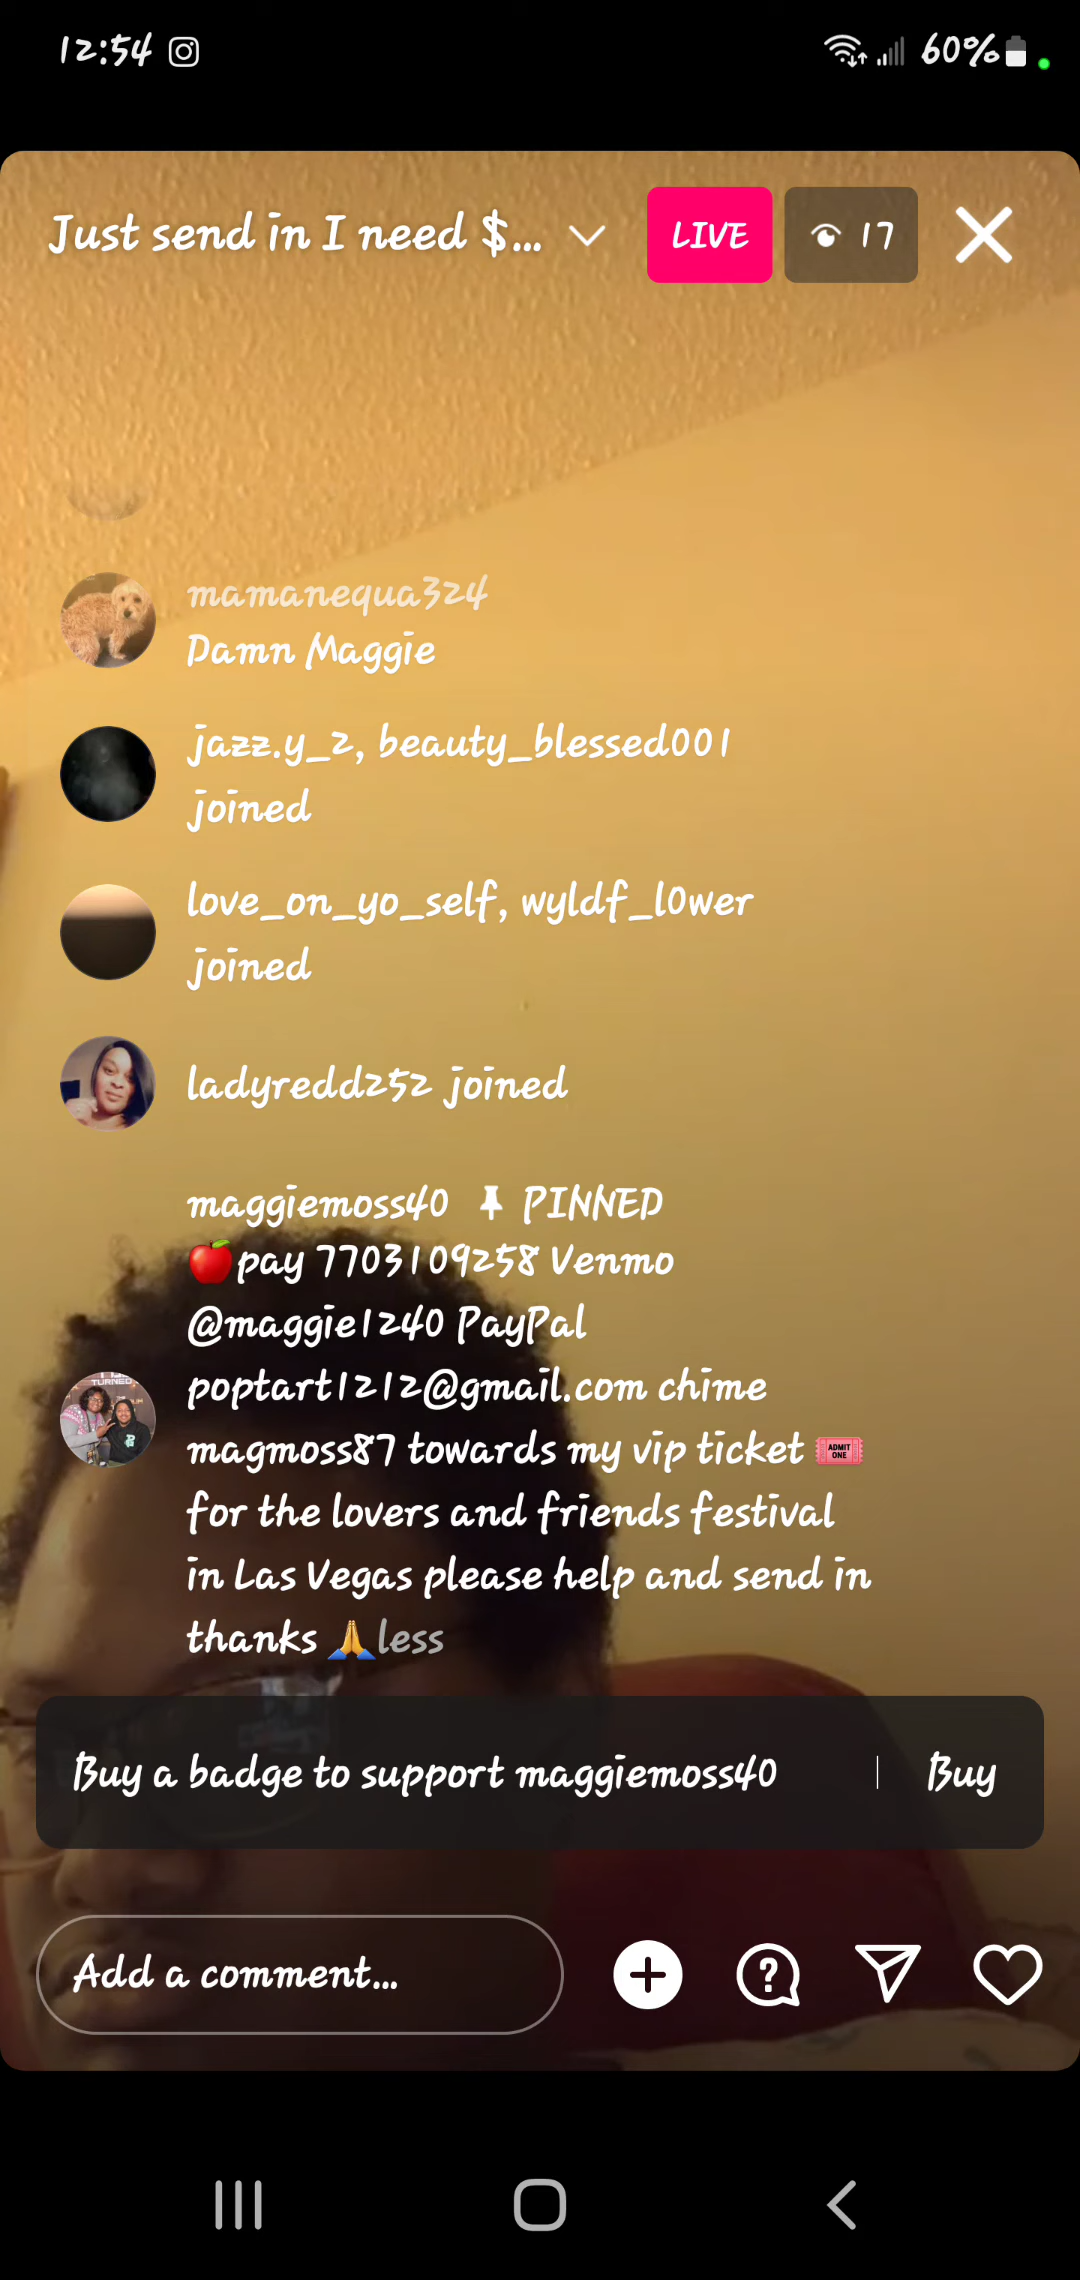 12:54
60%
Just send in I need $...
LIVE
17
mamanequa324
Damn Maggie
jazz.y_2, beauty_blessed001
joined
love_on_yo_self, wyldf_l0wer
joined
ladyredd252 joined
maggiemoss40 📌 PINNED
🍎pay 7703109258 Venmo
@maggie1240 PayPal
poptart1212@gmail.com chime
magmoss87 towards my vip ticket 🎟️
for the lovers and friends festival
in Las Vegas please help and send in
thanks 🙏less
Buy a badge to support maggiemoss40 | Buy
Add a comment...